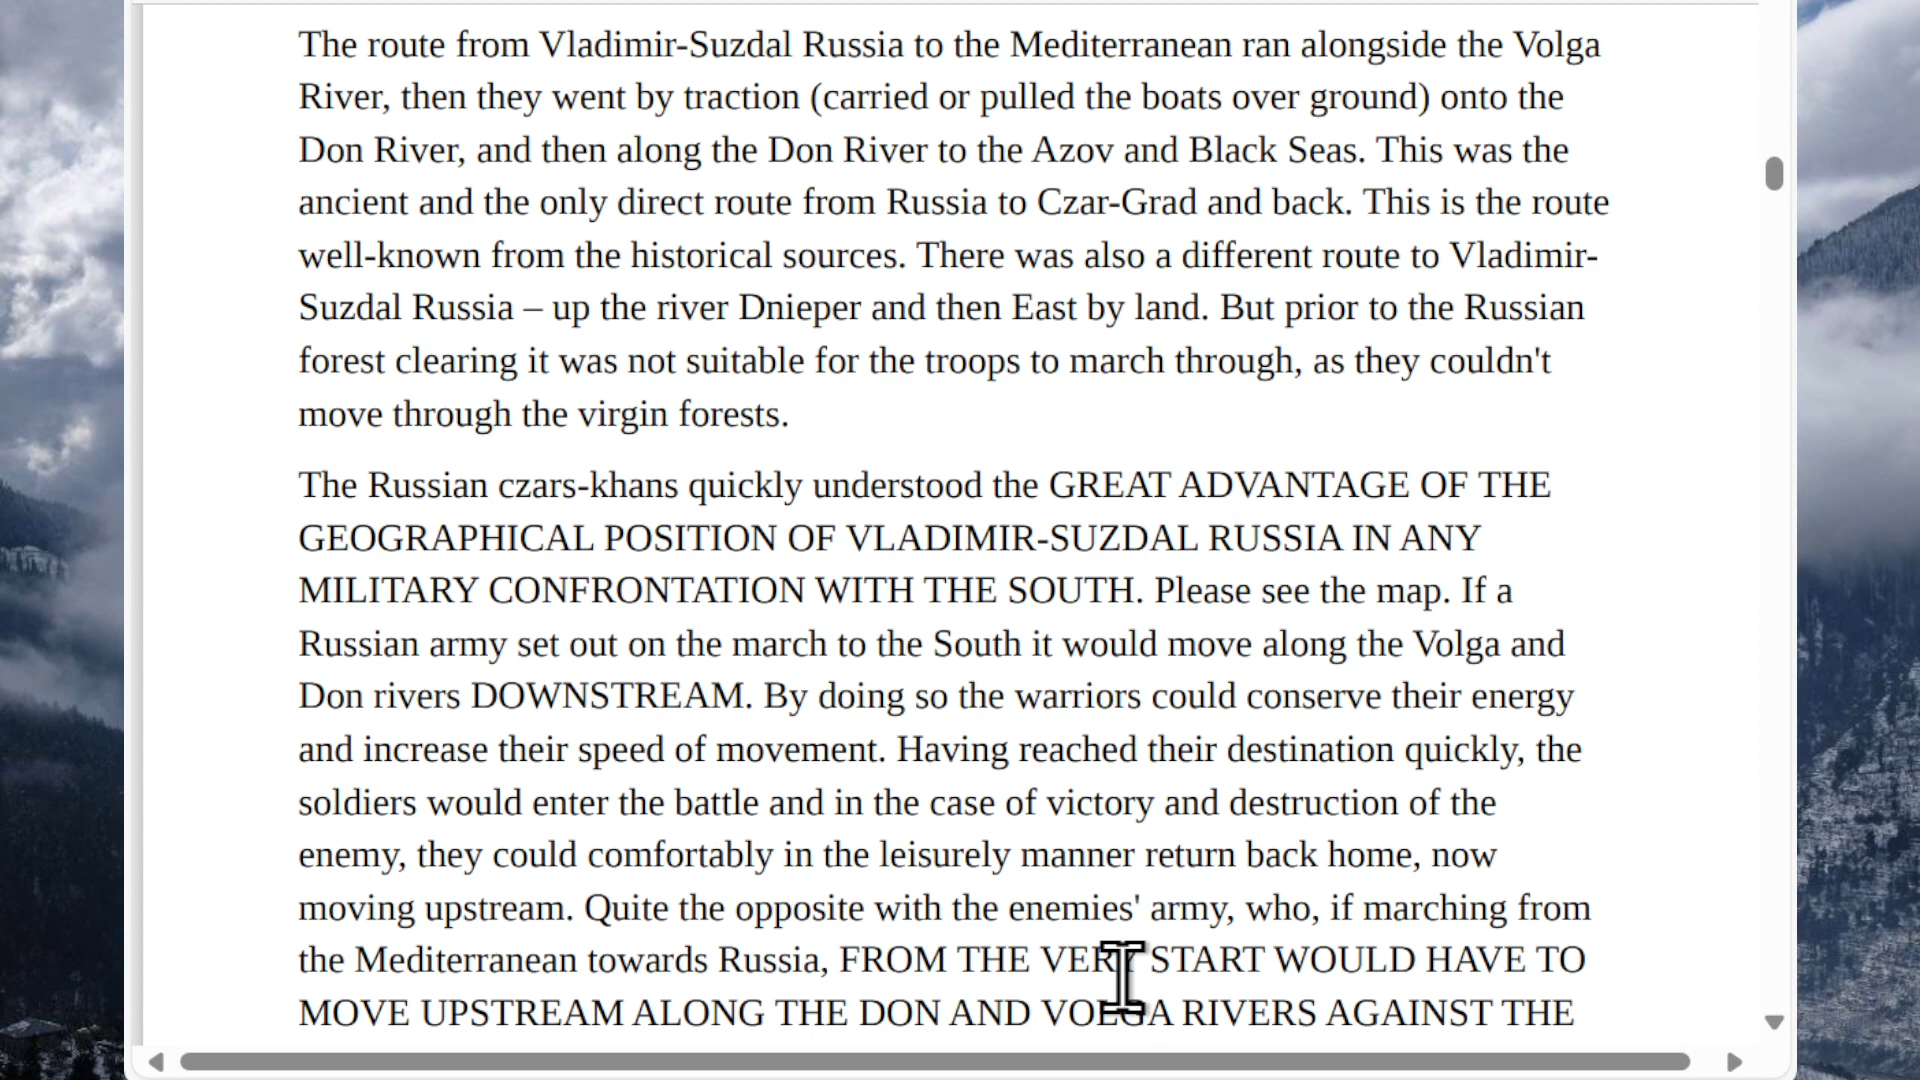 The route from Vladimir-Suzdal Russia to the Mediterranean ran alongside the Volga
River, then they went by traction (carried or pulled the boats over ground) onto the
Don River, and then along the Don River to the Azov and Black Seas. This was the
ancient and the only direct route from Russia to Czar-Grad and back. This is the route
well-known from the historical sources. There was also a different route to Vladimir-
Suzdal Russia – up the river Dnieper and then East by land. But prior to the Russian
forest clearing it was not suitable for the troops to march through, as they couldn't
move through the virgin forests.
The Russian czars-khans quickly understood the GREAT ADVANTAGE OF THE
GEOGRAPHICAL POSITION OF VLADIMIR-SUZDAL RUSSIA IN ANY
MILITARY CONFRONTATION WITH THE SOUTH. Please see the map. If a
Russian army set out on the march to the South it would move along the Volga and
Don rivers DOWNSTREAM. By doing so the warriors could conserve their energy
and increase their speed of movement. Having reached their destination quickly, the
soldiers would enter the battle and in the case of victory and destruction of the
enemy, they could comfortably in the leisurely manner return back home, now
moving upstream. Quite the opposite with the enemies' army, who, if marching from
the Mediterranean towards Russia, FROM THE VERY START WOULD HAVE TO
MOVE UPSTREAM ALONG THE DON AND VOLGA RIVERS AGAINST THE